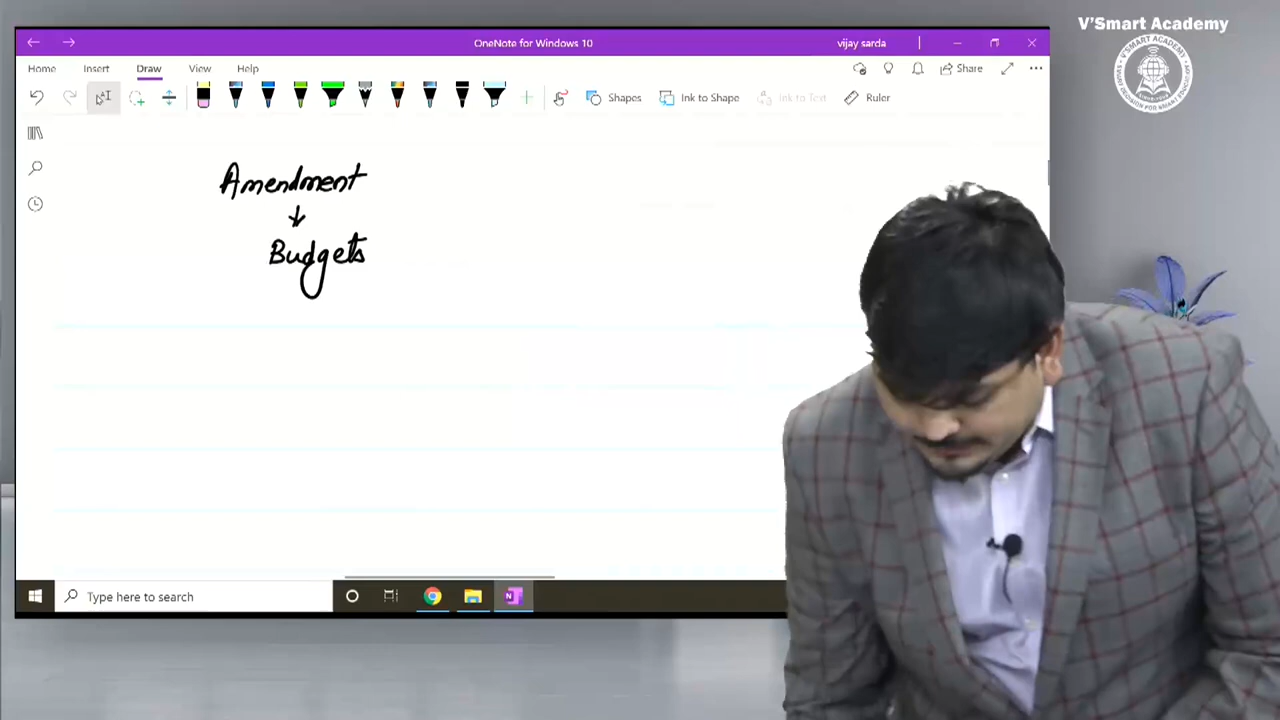 V'Smart Academy
OneNote for Windows 10
vijay sarda
Home Insert Draw View Help
Share
Shapes Ink to Shape Ink to Text Ruler
Amendment
Budgets
Type here to search